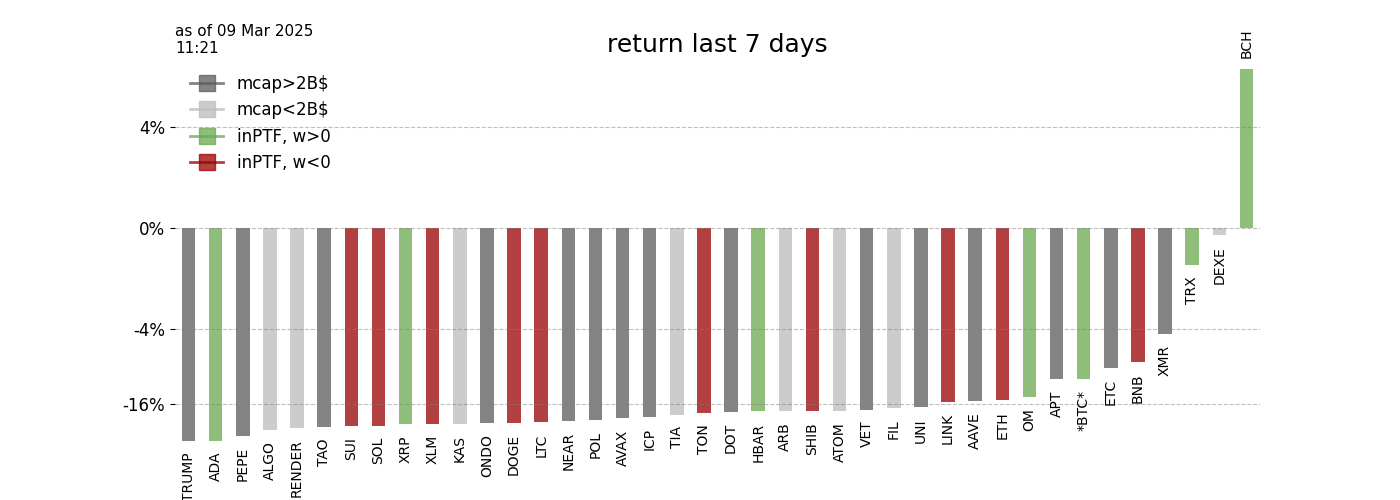 as of 09 Mar 2025
11:21
return last 7 days
mcap>2B$
mcap<2B$
inPTF, w>0
inPTF, w<0
4%
0%
-4%
-16%
TRUMP
ADA
PEPE
ALGO
RENDER
TAO
SUI
SOL
XRP
XLM
KAS
ONDO
DOGE
LTC
NEAR
POL
AVAX
ICP
TIA
TON
DOT
HBAR
ARB
SHIB
ATOM
VET
FIL
UNI
LINK
AAVE
ETH
OM
APT
*BTC*
ETC
BNB
XMR
TRX
DEXE
BCH